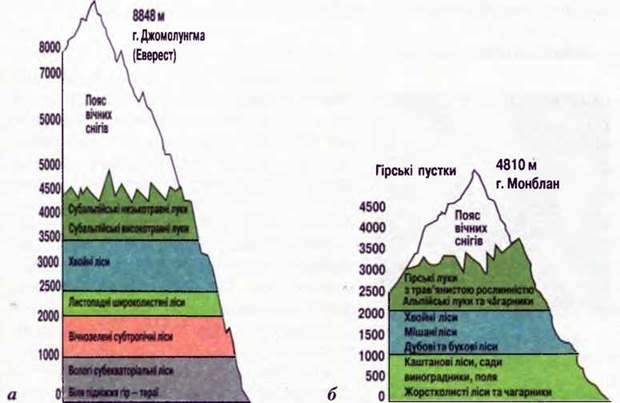 8848 м
г. Джомолунгма
(Еверест)
8000
7000
5000
5000
4500
4000
3500
3000
2500
2000
1000
0
Пояс
вічних
снігів
Субальпійські низькотравні луки
Субальпійські високотравні луки
Хвойні ліси
Листопадні широколистяні ліси
Вічнозелені субтропічні ліси
Вологі субекваторіальні ліси
Біля підніжжя гір – тераї
а
Гірські пустки
4810 м
г. Монблан
4500
4000
3500
3000
2500
2000
1500
1000
500
0
Пояс
вічних
снігів
Гірські луки
з трав'янистою рослинністю
Альпійські луки та чагарники
Хвойні ліси
Мішані ліси
Дубові та букові ліси
Каштанові ліси, сади
виноградники, поля
Жорстколисті ліси та чагарники
б